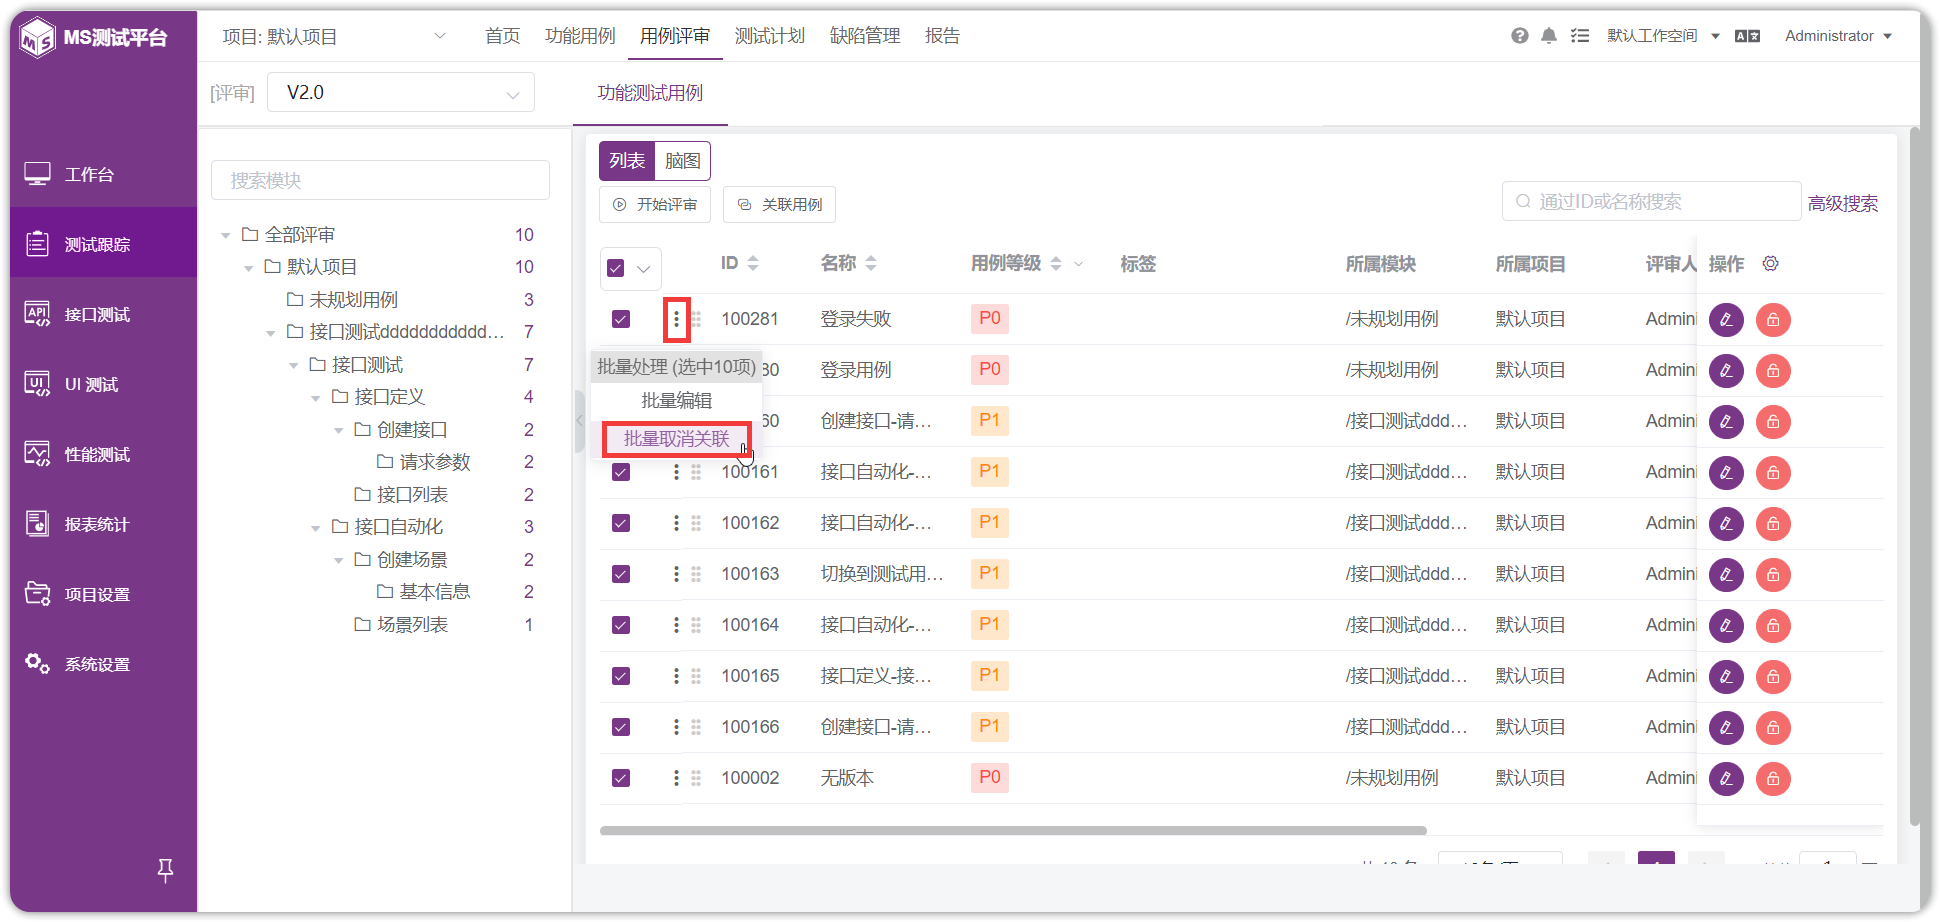 MS测试平台
项目: 默认项目
首页
功能用例
用例评审
测试计划
缺陷管理
报告
默认工作空间
Administrator
[评审]
V2.0
功能测试用例
工作台
测试跟踪
接口测试
UI 测试
性能测试
报表统计
项目设置
系统设置
搜索模块
全部评审 10
默认项目 10
未规划用例 3
接口测试ddddddddddd... 7
接口测试 7
接口定义 4
创建接口 2
请求参数 2
接口列表 2
接口自动化 3
创建场景 2
基本信息 2
场景列表 1
列表 脑图
开始评审 关联用例
通过ID或名称搜索
高级搜索
ID 名称 用例等级 标签 所属模块 所属项目 评审人 操作
100281 登录失败 P0 /未规划用例 默认项目 Admini
批量处理 (选中10项)
批量编辑
批量取消关联
80 登录用例 P0 /未规划用例 默认项目 Admini
60 创建接口-请... P1 /接口测试ddd... 默认项目 Admini
100161 接口自动化-... P1 /接口测试ddd... 默认项目 Admini
100162 接口自动化-... P1 /接口测试ddd... 默认项目 Admini
100163 切换到测试用... P1 /接口测试ddd... 默认项目 Admini
100164 接口自动化-... P1 /接口测试ddd... 默认项目 Admini
100165 接口定义-接... P1 /接口测试ddd... 默认项目 Admini
100166 创建接口-请... P1 /接口测试ddd... 默认项目 Admini
100002 无版本 P0 /未规划用例 默认项目 Admini